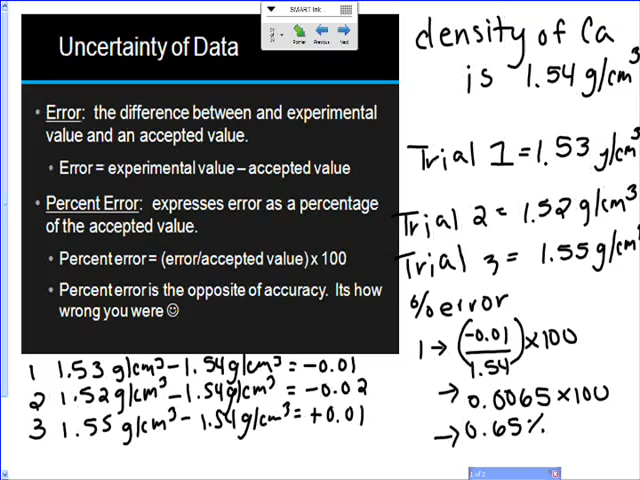 SMART Ink...
Pointer Previous Next
Uncertainty of Data
• Error: the difference between and experimental
value and an accepted value.
• Error = experimental value – accepted value
• Percent Error: expresses error as a percentage
of the accepted value.
• Percent error = (error/accepted value) x 100
• Percent error is the opposite of accuracy. Its how
wrong you were ☺
1 1.53 g/cm³ - 1.54 g/cm³ = -0.01
2 1.52 g/cm³ - 1.54 g/cm³ = -0.02
3 1.55 g/cm³ - 1.54 g/cm³ = +0.01
density of Ca
is 1.54 g/cm³
Trial 1 = 1.53 g/cm³
Trial 2 = 1.52 g/cm³
Trial 3 = 1.55 g/cm³
% error
1 → (-0.01/1.54) x 100
→ 0.0065 x 100
→ 0.65%
1 of 2